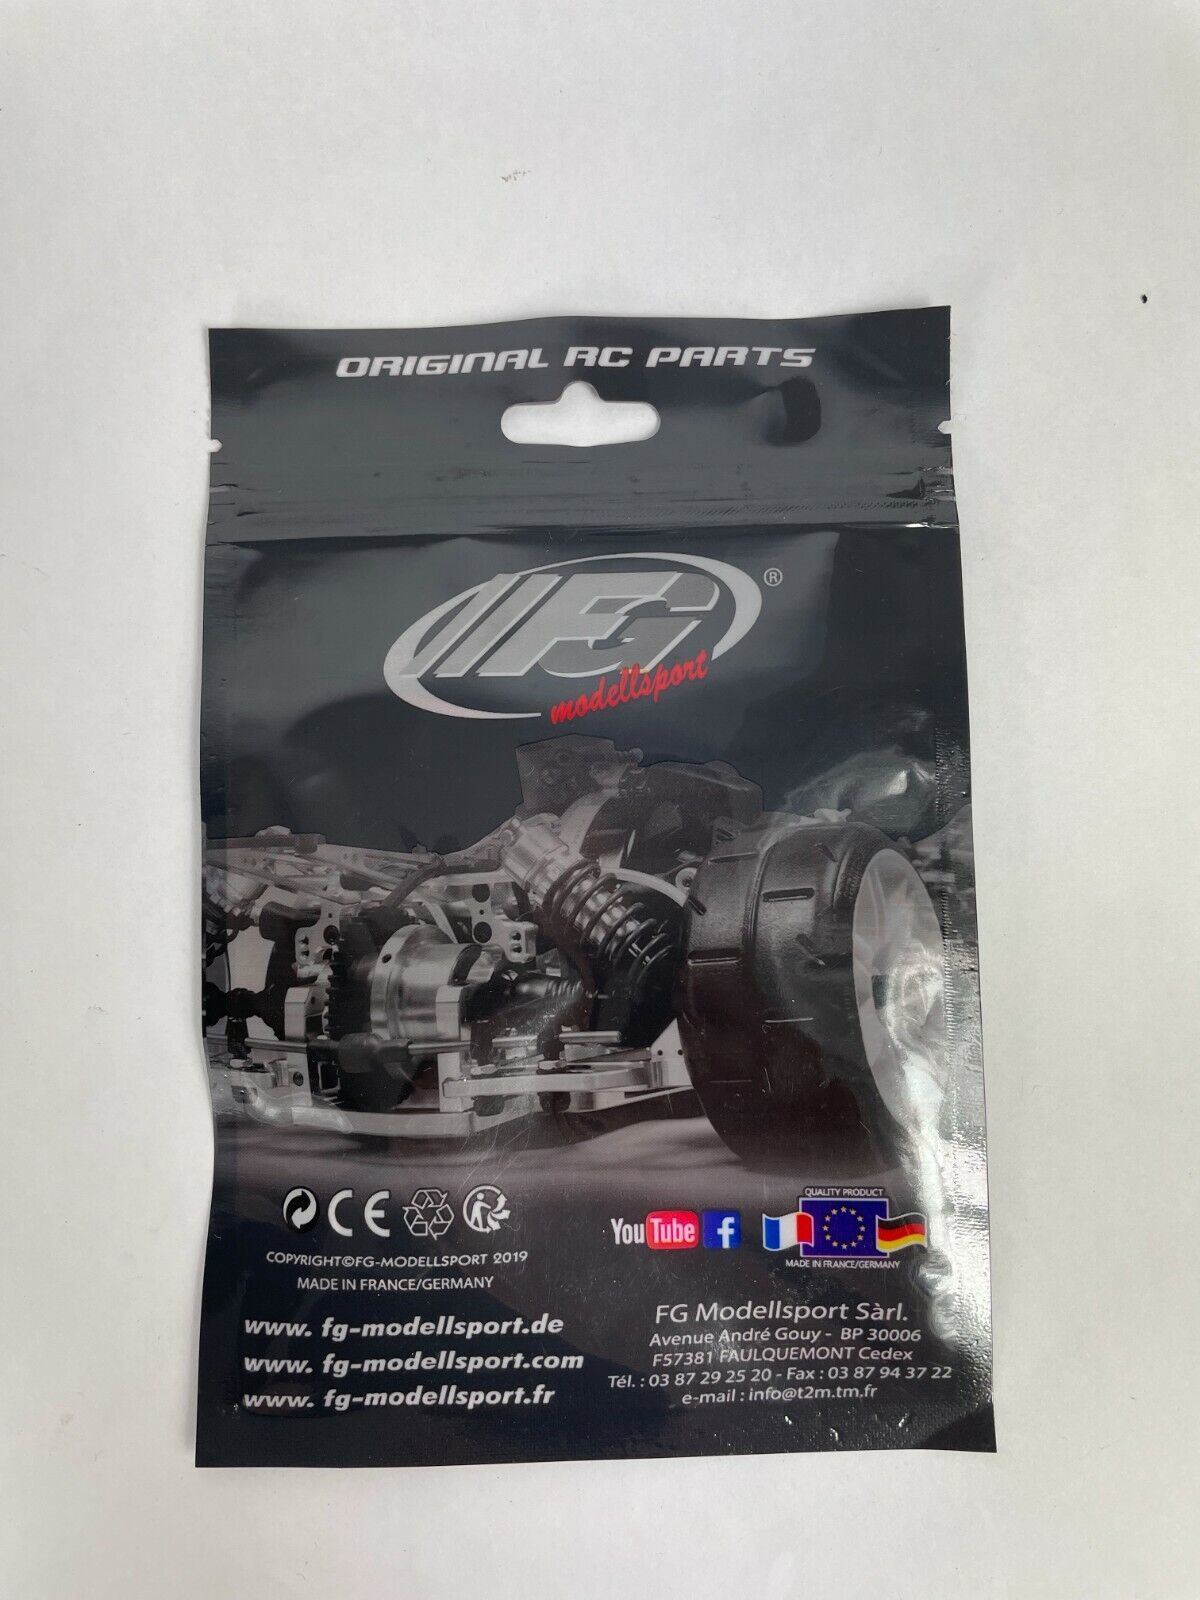 ORIGINAL RC PARTS
FG ®
modellsport
CE
COPYRIGHT©FG-MODELLSPORT 2019
MADE IN FRANCE/GERMANY
www. fg-modellsport.de
www. fg-modellsport.com
www. fg-modellsport.fr
YouTube f
QUALITY PRODUCT
MADE IN FRANCE/GERMANY
FG Modellsport Sàrl.
Avenue André Gouy - BP 30006
F57381 FAULQUEMONT Cedex
Tél. : 03 87 29 25 20 - Fax : 03 87 94 37 22
e-mail : info@t2m.tm.fr